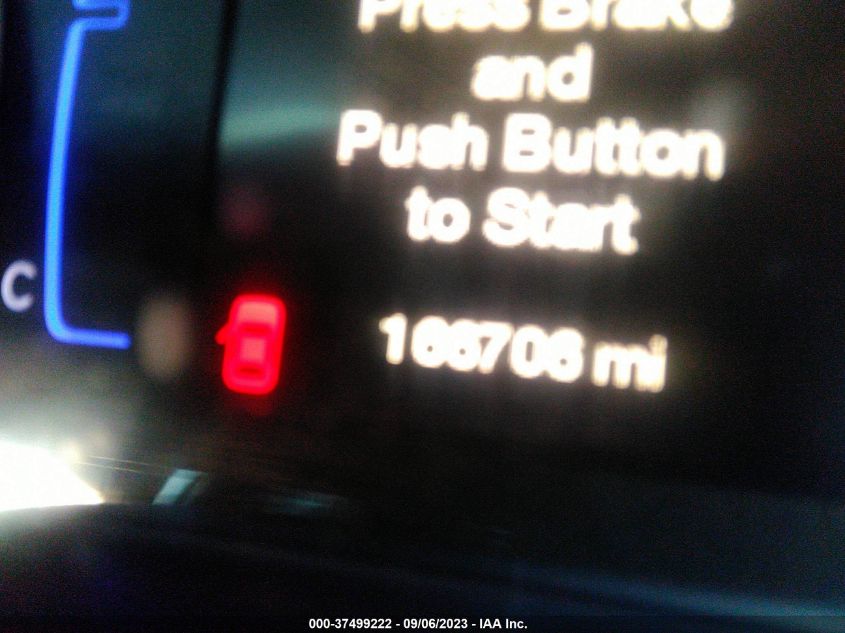 Press Brake
and
Push Button
to Start
C
mi
000-37499222 - 09/06/2023 - IAA Inc.